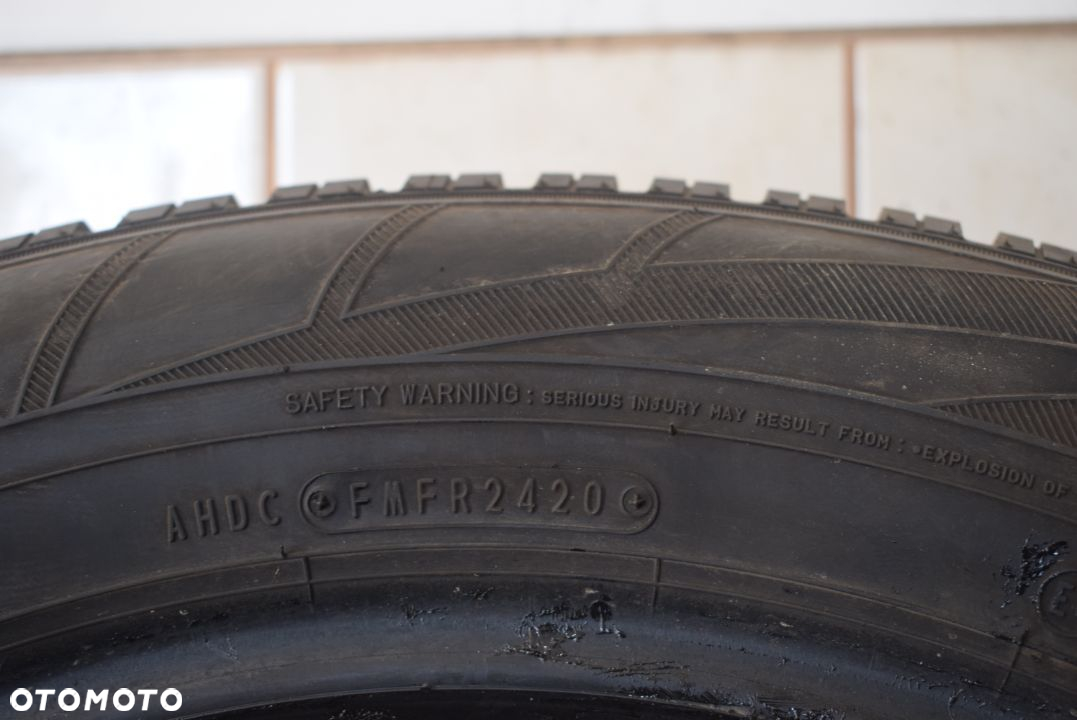 SAFETY WARNING: SERIOUS INJURY MAY RESULT FROM: •EXPLOSION OF
AHDC FMFR2420
OTOMOTO